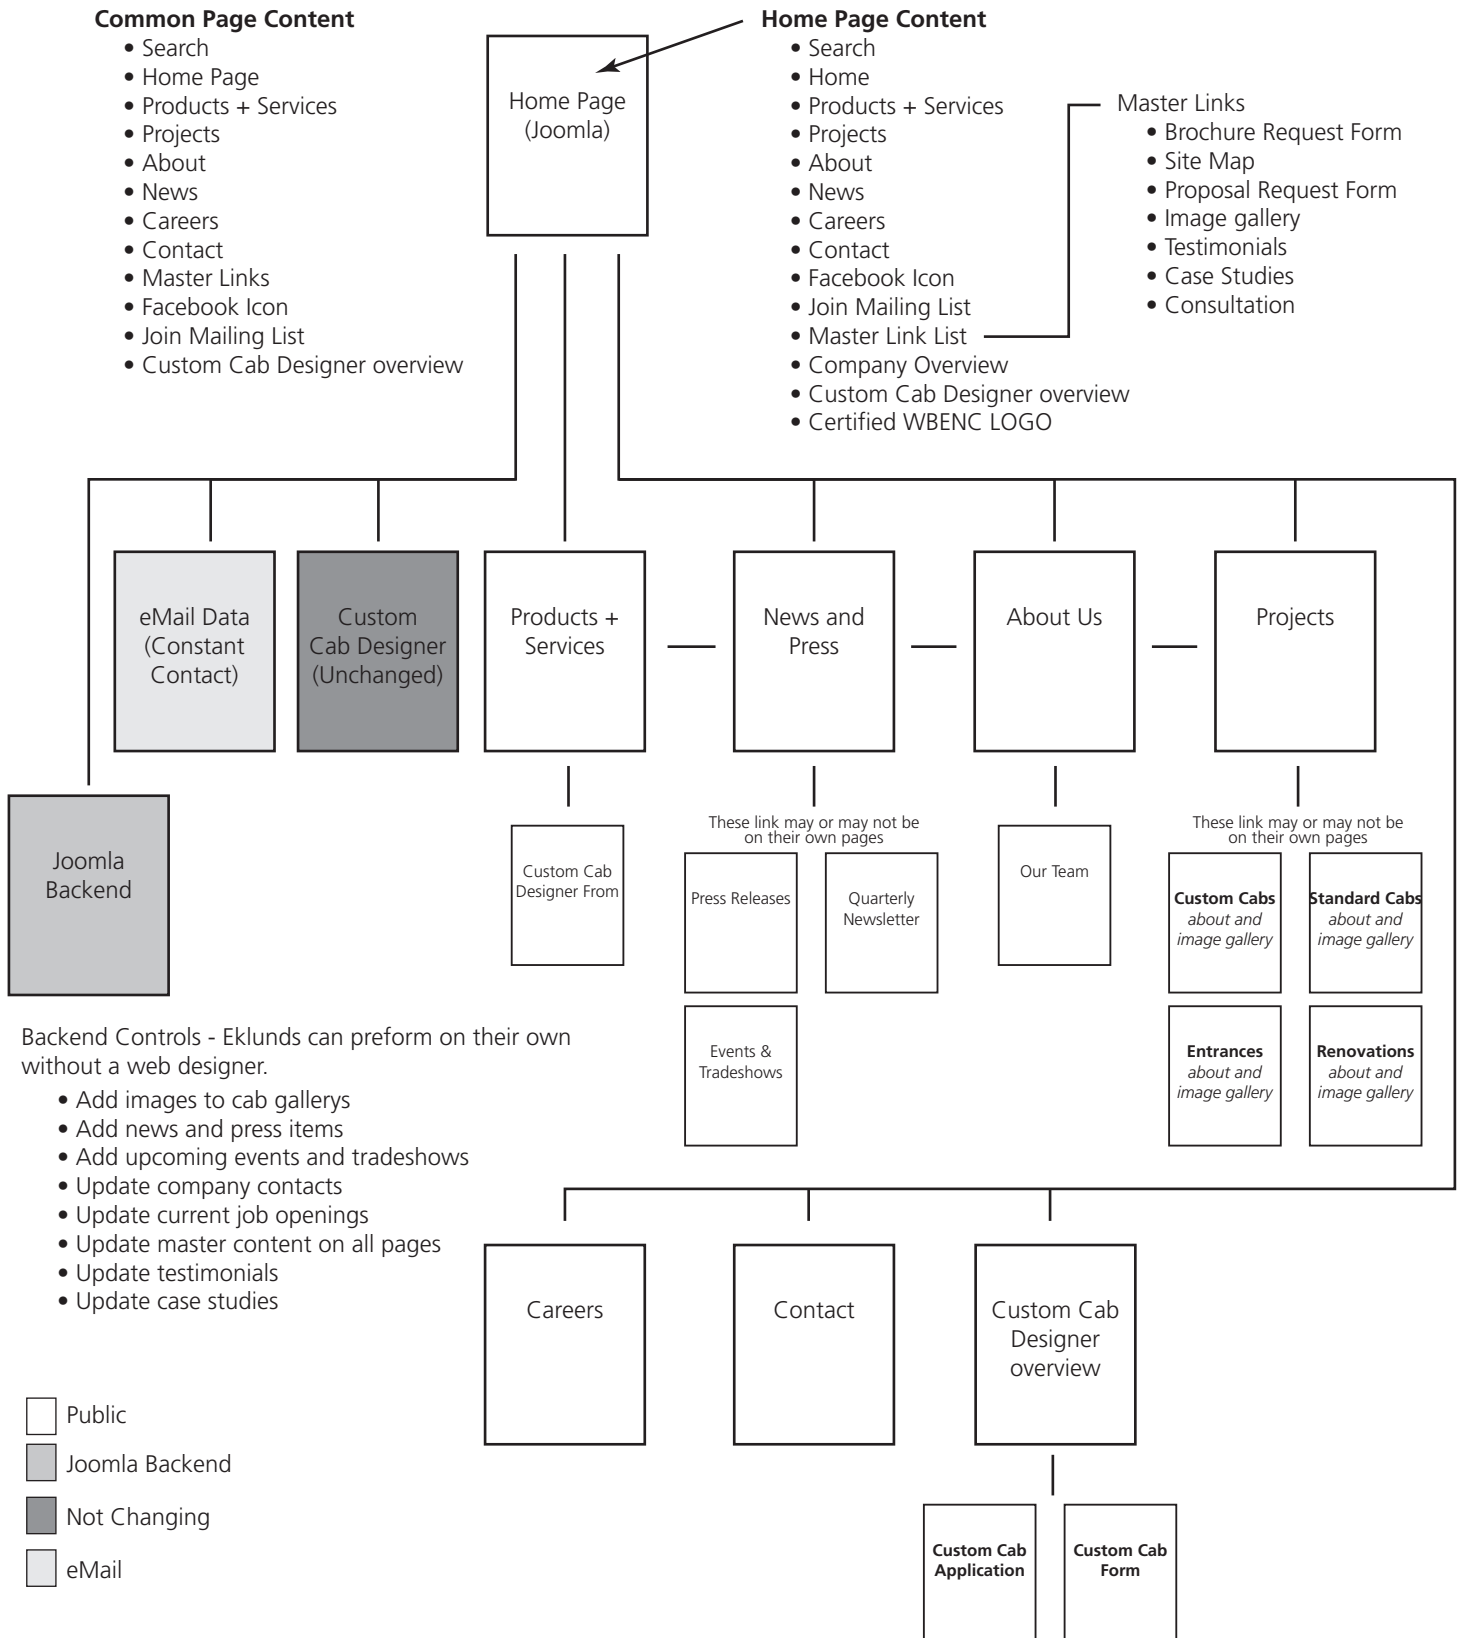 Common Page Content
• Search
• Home Page
• Products + Services
• Projects
• About
• News
• Careers
• Contact
• Master Links
• Facebook Icon
• Join Mailing List
• Custom Cab Designer overview
Home Page
(Joomla)
Home Page Content
• Search
• Home
• Products + Services
• Projects
• About
• News
• Careers
• Contact
• Facebook Icon
• Join Mailing List
• Master Link List
• Company Overview
• Custom Cab Designer overview
• Certified WBENC LOGO
Master Links
• Brochure Request Form
• Site Map
• Proposal Request Form
• Image gallery
• Testimonials
• Case Studies
• Consultation
eMail Data
(Constant
Contact)
Custom
Cab Designer
(Unchanged)
Products +
Services
News and
Press
About Us
Projects
Joomla
Backend
Custom Cab
Designer From
These link may or may not be
on their own pages
Press Releases
Quarterly
Newsletter
Events &
Tradeshows
Our Team
These link may or may not be
on their own pages
Custom Cabs
about and
image gallery
Standard Cabs
about and
image gallery
Entrances
about and
image gallery
Renovations
about and
image gallery
Backend Controls - Eklunds can preform on their own
without a web designer.
• Add images to cab gallerys
• Add news and press items
• Add upcoming events and tradeshows
• Update company contacts
• Update current job openings
• Update master content on all pages
• Update testimonials
• Update case studies
Careers
Contact
Custom Cab
Designer
overview
Public
Joomla Backend
Not Changing
eMail
Custom Cab
Application
Custom Cab
Form